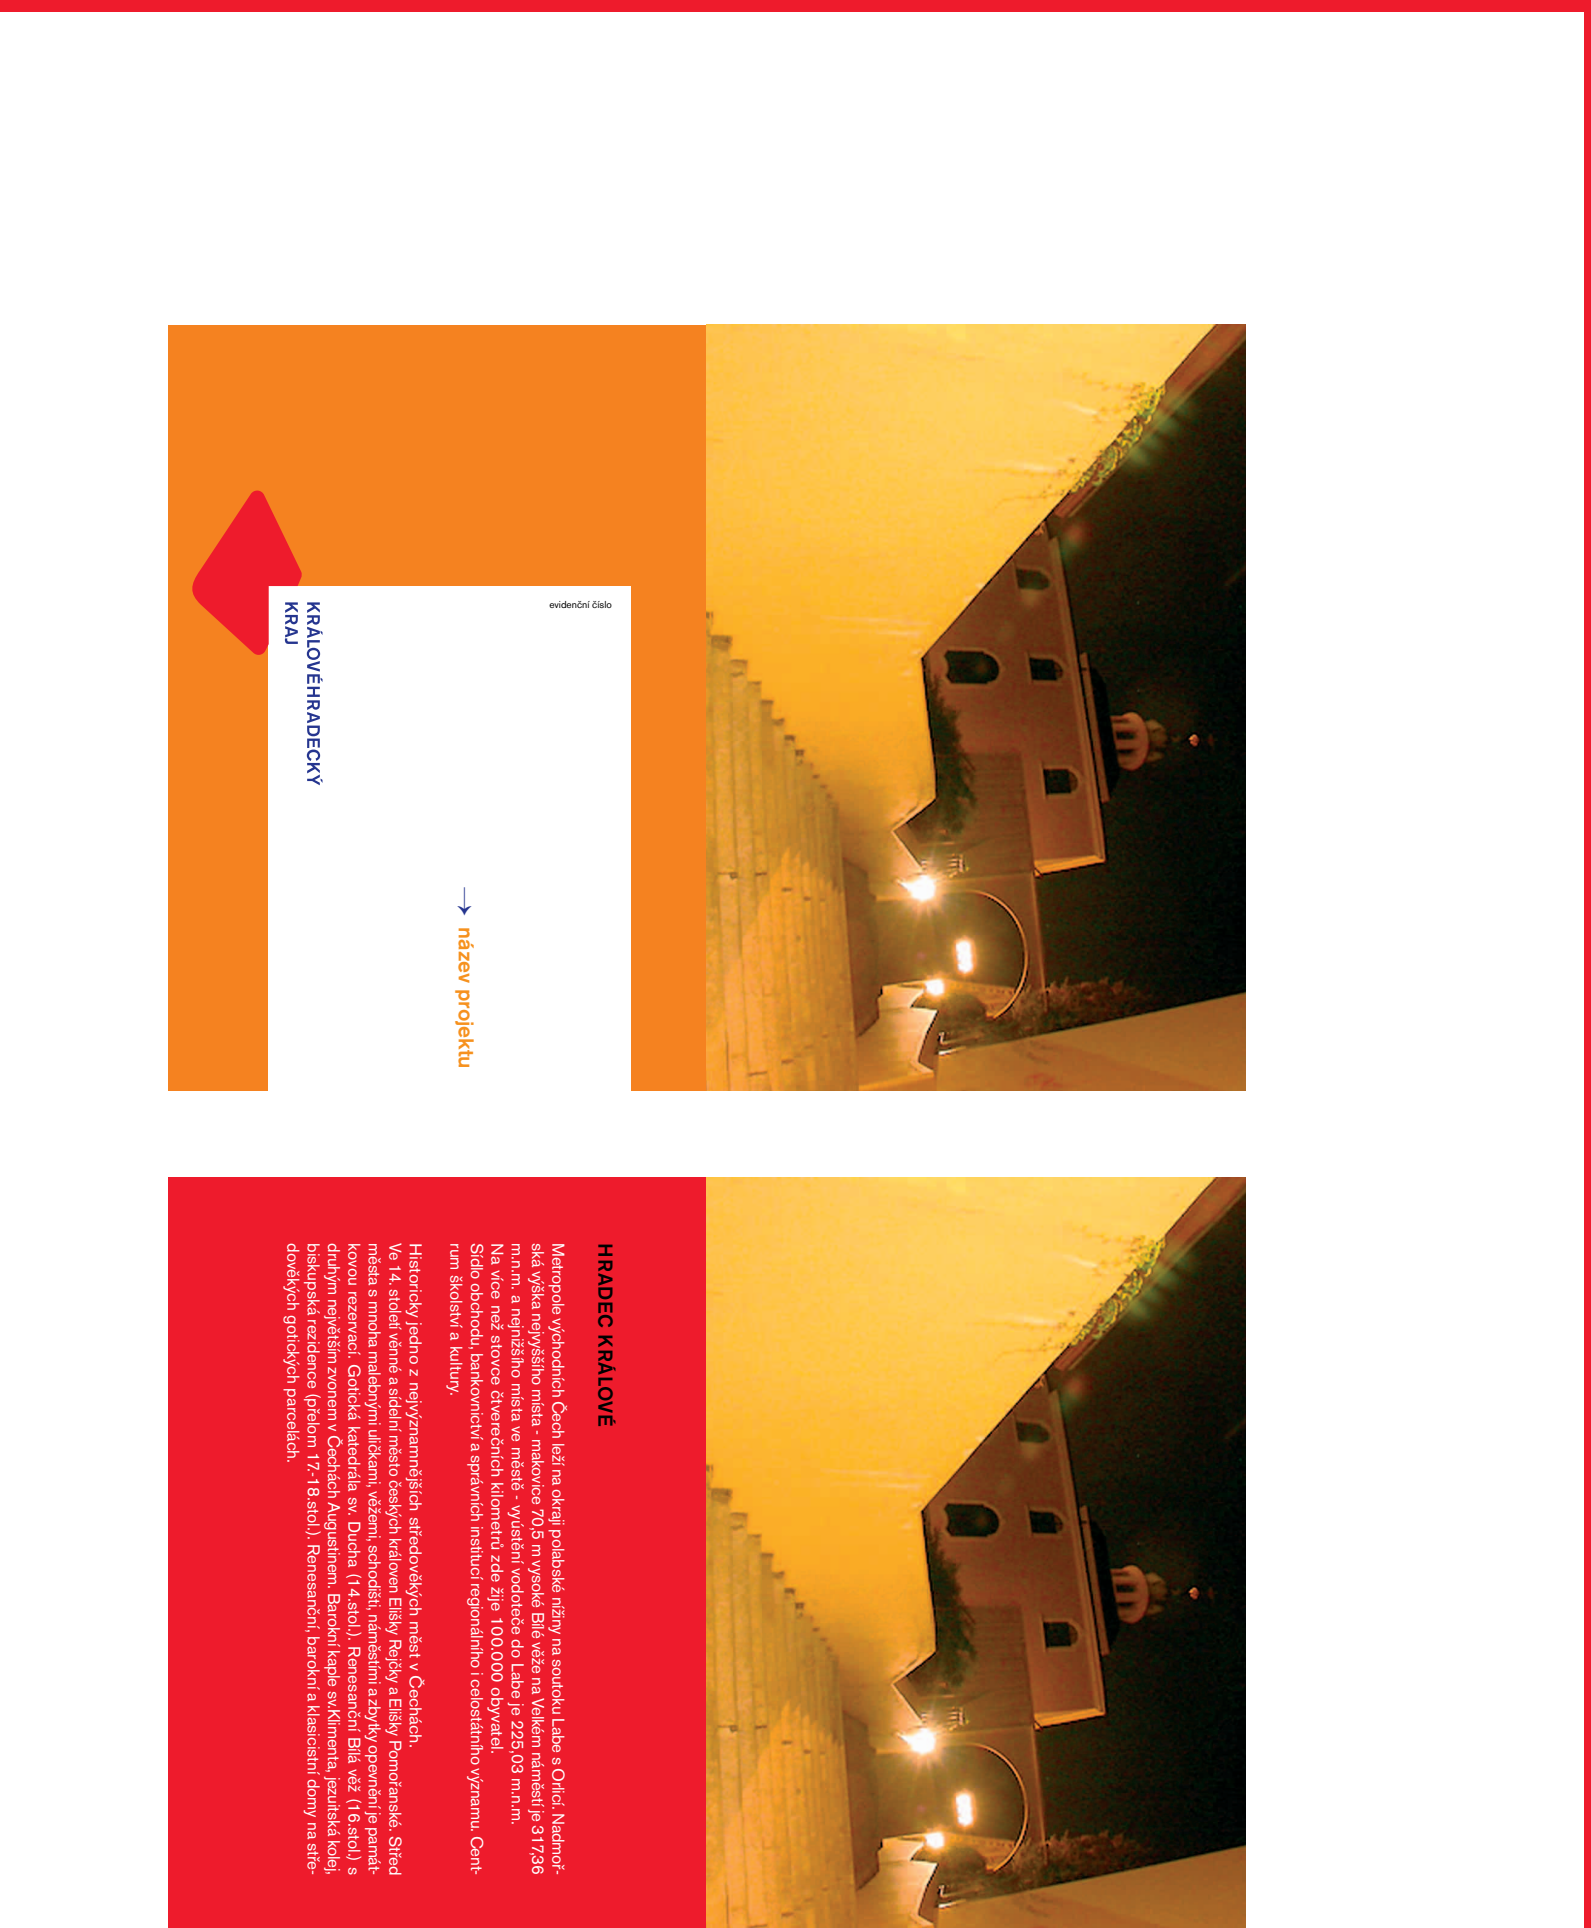 evidenční číslo
KRÁLOVÉHRADECKÝ
KRAJ
název projektu
HRADEC KRÁLOVÉ
Metropole východních Čech leží na okraji polabské nížiny na soutoku Labe s Orlicí. Nadmoř-
ská výška nejvyššího místa - makovice 70,5 m vysoké Bílé věže na Velkém náměstí je 317,36
m.n.m. a nejnižšího místa ve městě - vyústění vodoteče do Labe je 225,03 m.n.m.
Na více než stovce čtverečních kilometrů zde žije 100.000 obyvatel.
Sídlo obchodu, bankovnictví a správních institucí regionálního i celostátního významu. Cent-
rum školství a kultury.
Historicky jedno z nejvýznamnějších středověkých měst v Čechách.
Ve 14. století věnné a sídelní město českých královen Elišky Rejčky a Elišky Pomořanské. Střed
města s mnoha malebnými uličkami, věžemi, schodišti, náměstími a zbytky opevnění je památ-
kovou rezervací. Gotická katedrála sv. Ducha (14.stol.). Renesanční Bílá věž (16.stol.) s
druhým největším zvonem v Čechách Augustinem. Barokní kaple sv.Klimenta, jezuitská kolej,
biskupská rezidence (přelom 17.-18.stol.). Renesanční, barokní a klasicistní domy na stře-
dověkých gotických parcelách.